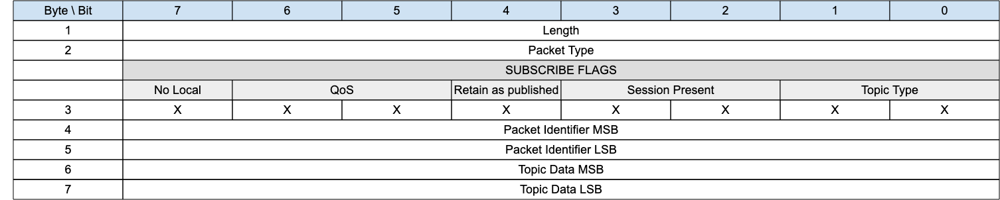 Byte \ Bit 7 6 5 4 3 2 1 0
1 Length
2 Packet Type
SUBSCRIBE FLAGS
No Local QoS Retain as published Session Present Topic Type
3 X X X X X X X X
4 Packet Identifier MSB
5 Packet Identifier LSB
6 Topic Data MSB
7 Topic Data LSB